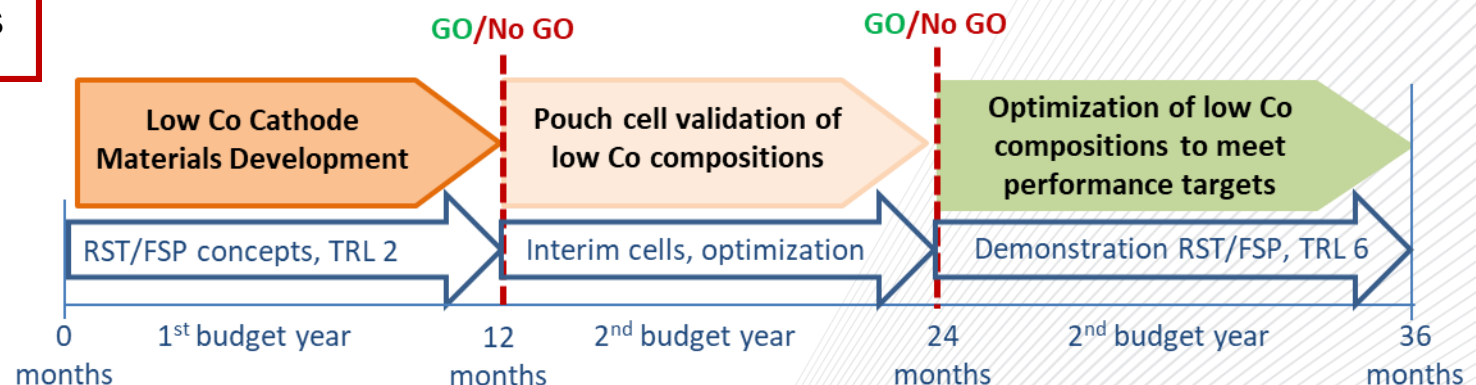 s
GO/No GO
GO/No GO
Low Co Cathode
Materials Development
Pouch cell validation of
low Co compositions
Optimization of low Co
compositions to meet
performance targets
RST/FSP concepts, TRL 2
Interim cells, optimization
Demonstration RST/FSP, TRL 6
0
months
1st budget year
12
months
2nd budget year
24
months
2nd budget year
36
months